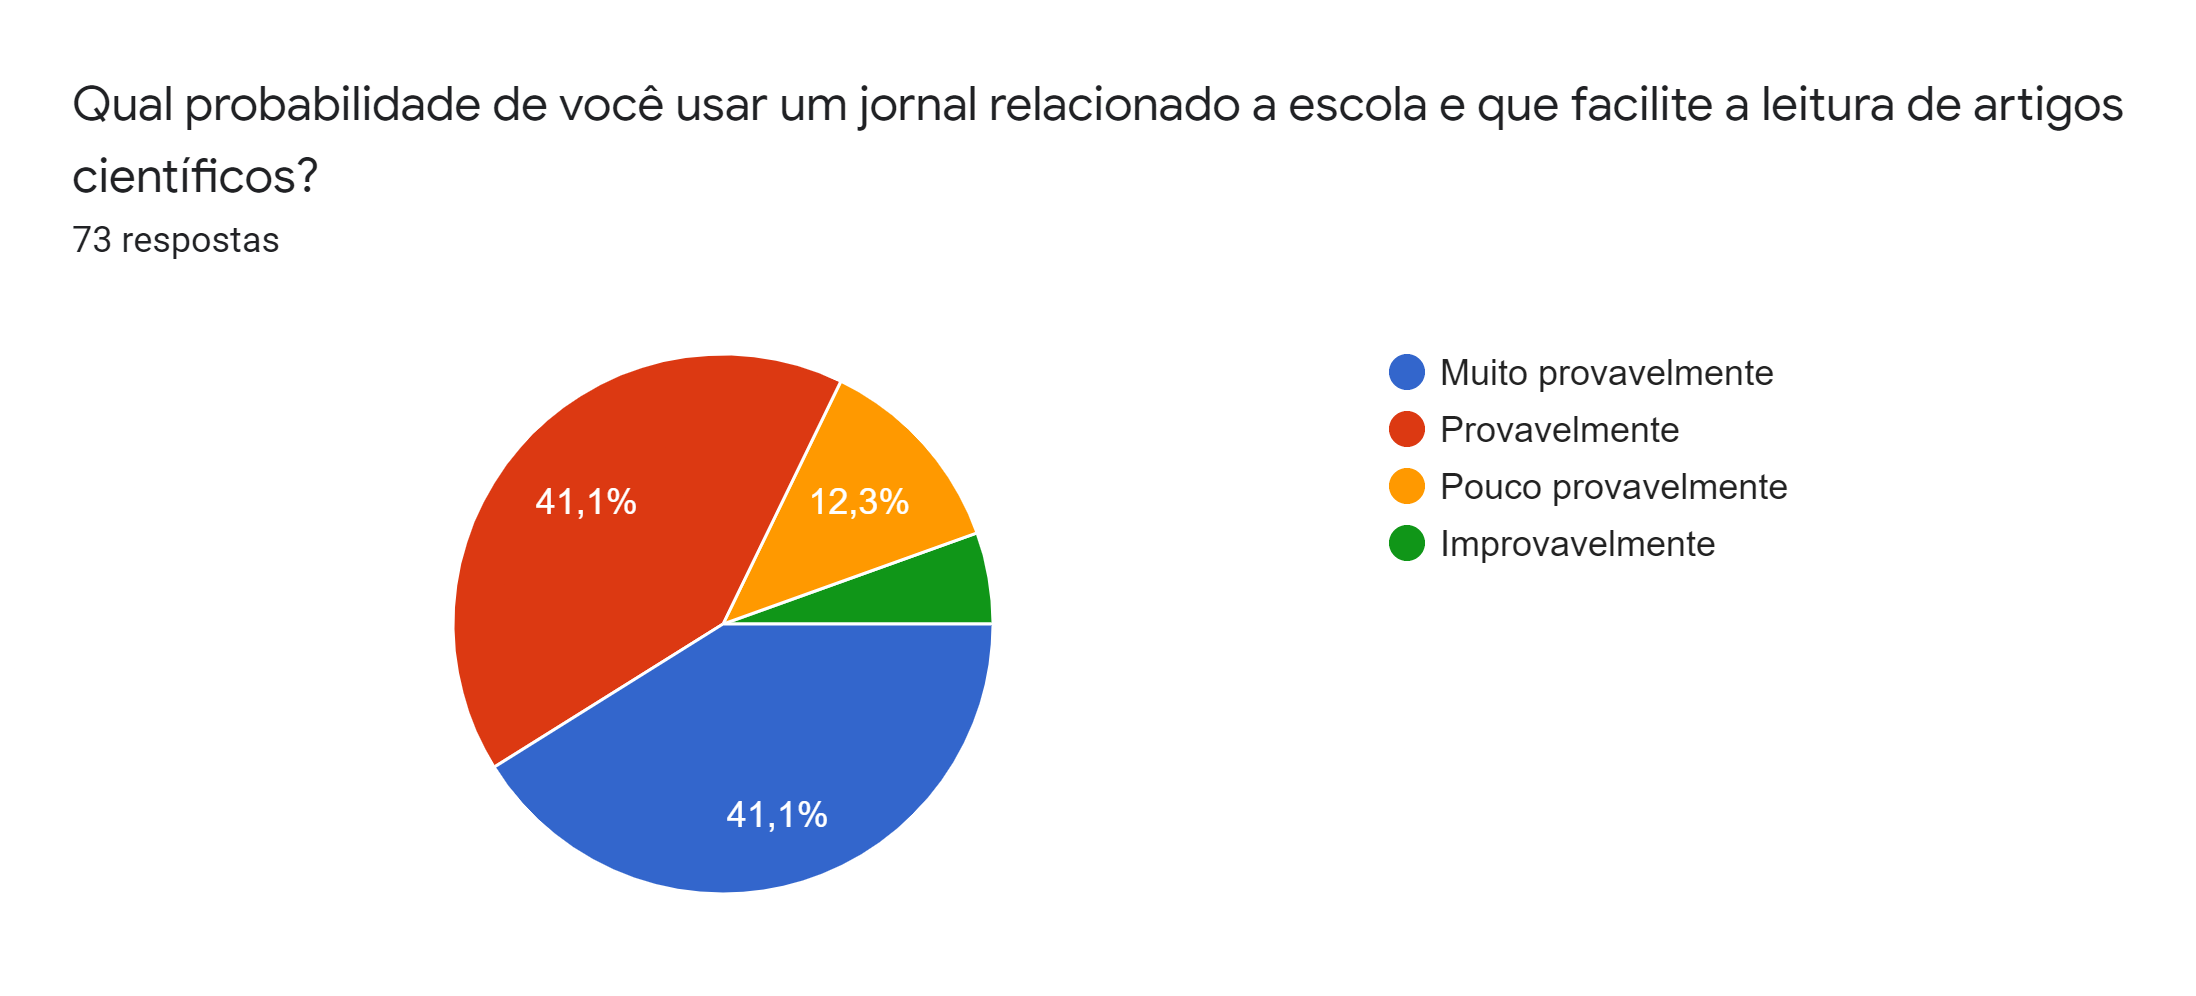 Qual probabilidade de você usar um jornal relacionado a escola e que facilite a leitura de artigos
científicos?
73 respostas
Muito provavelmente
Provavelmente
Pouco provavelmente
Improvavelmente
41,1%
12,3%
41,1%